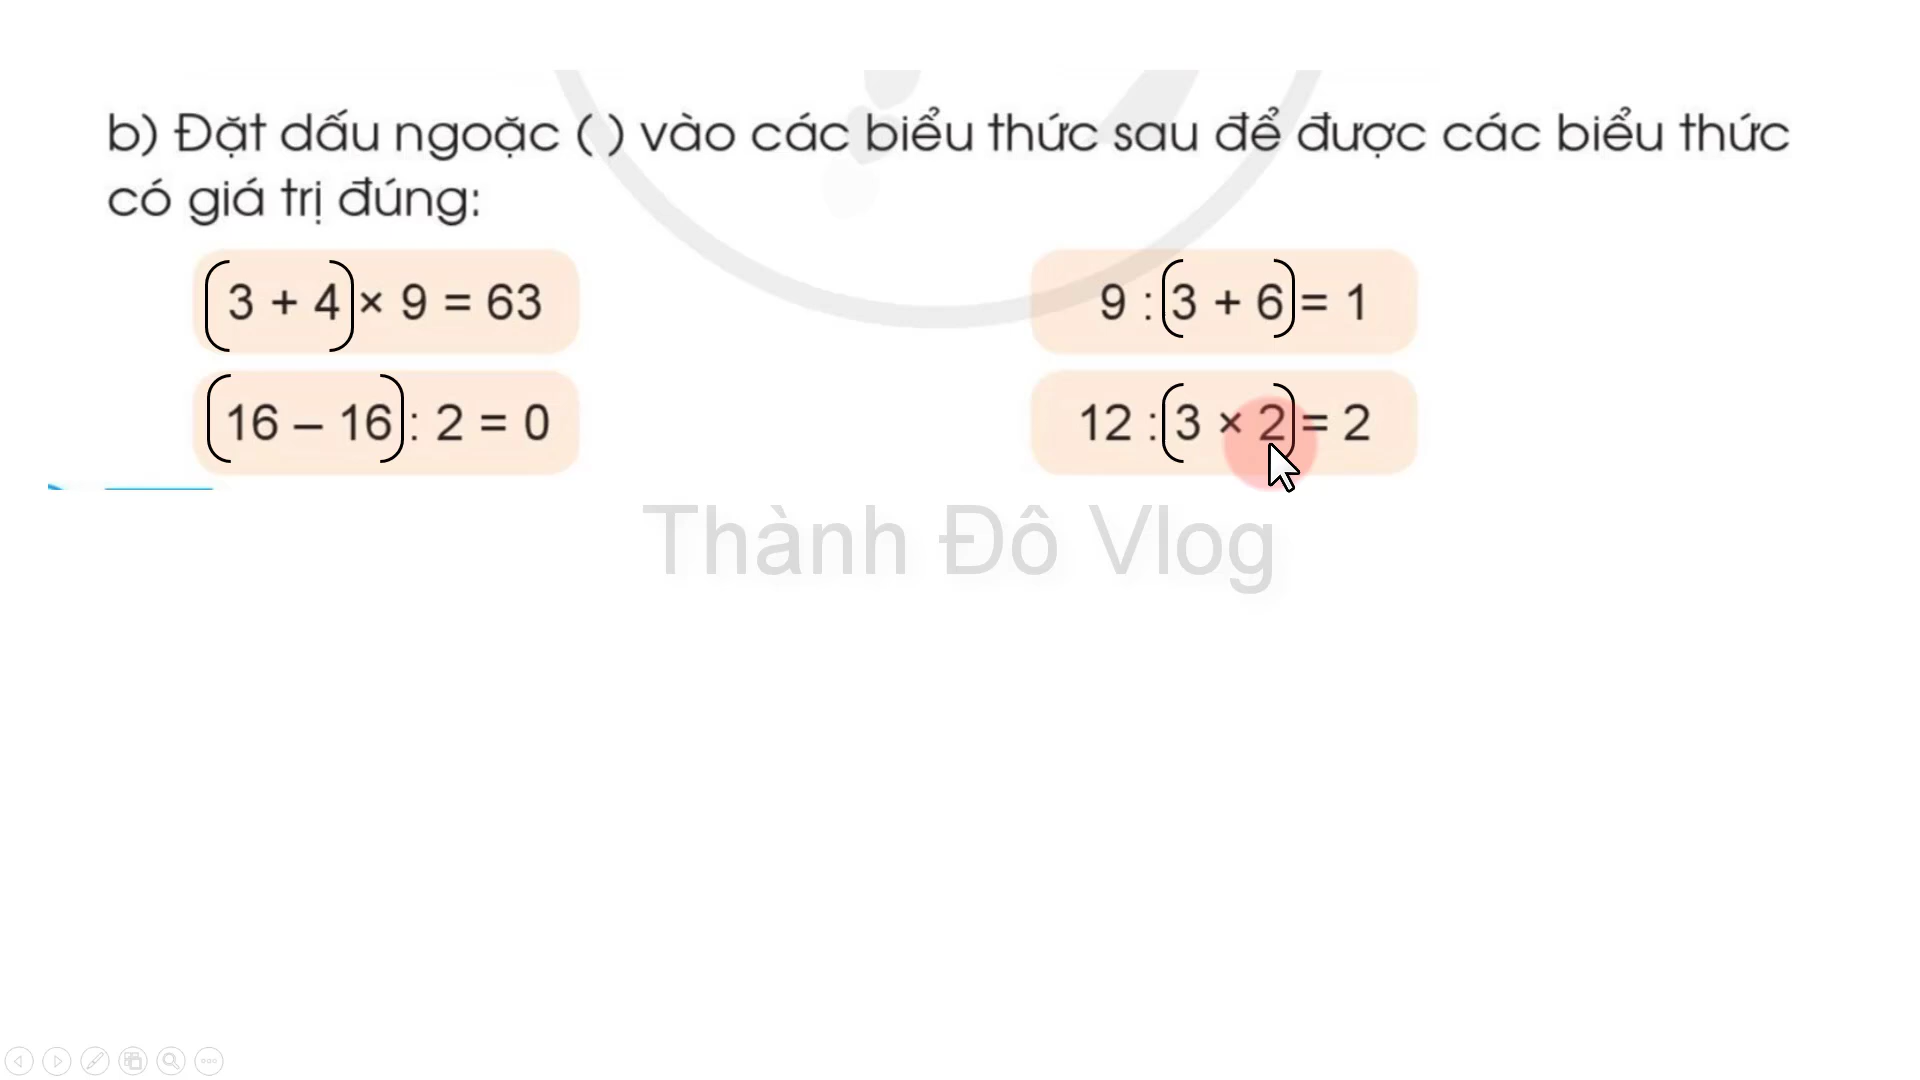 b) Đặt dấu ngoặc ( ) vào các biểu thức sau để được các biểu thức
có giá trị đúng:
(3 + 4) × 9 = 63
9 : (3 + 6) = 1
(16 – 16) : 2 = 0
12 : (3 × 2) = 2
Thành Đô Vlog